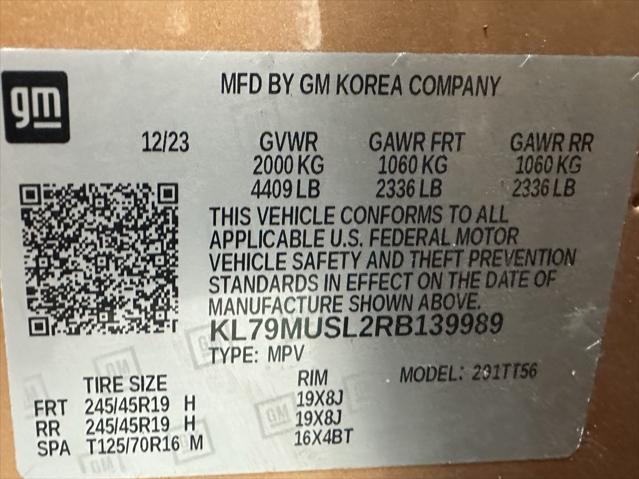 gm
MFD BY GM KOREA COMPANY
12/23 GVWR GAWR FRT GAWR RR
2000 KG 1060 KG 1060 KG
4409 LB 2336 LB 2336 LB
THIS VEHICLE CONFORMS TO ALL
APPLICABLE U.S. FEDERAL MOTOR
VEHICLE SAFETY AND THEFT PREVENTION
STANDARDS IN EFFECT ON THE DATE OF
MANUFACTURE SHOWN ABOVE.
KL79MUSL2RB139989
TYPE: MPV
TIRE SIZE RIM MODEL: 291TT56
FRT 245/45R19 H 19X8J
RR 245/45R19 H 19X8J
SPA T125/70R16 M 16X4BT